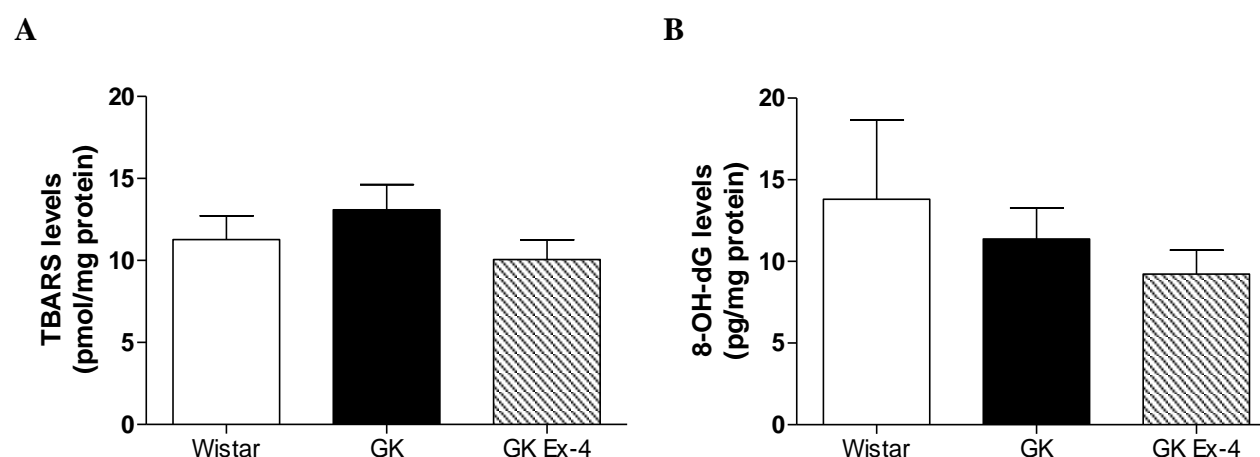 A
TBARS levels
(pmol/mg protein)
20
15
10
5
0
Wistar GK GK Ex-4
B
8-OH-dG levels
(pg/mg protein)
20
15
10
5
0
Wistar GK GK Ex-4